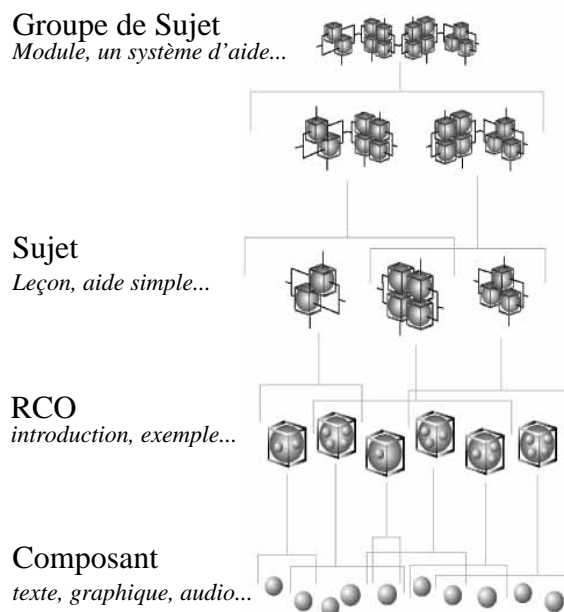 Groupe de Sujet
Module, un système d'aide...
Sujet
Leçon, aide simple...
RCO
introduction, exemple...
Composant
texte, graphique, audio...